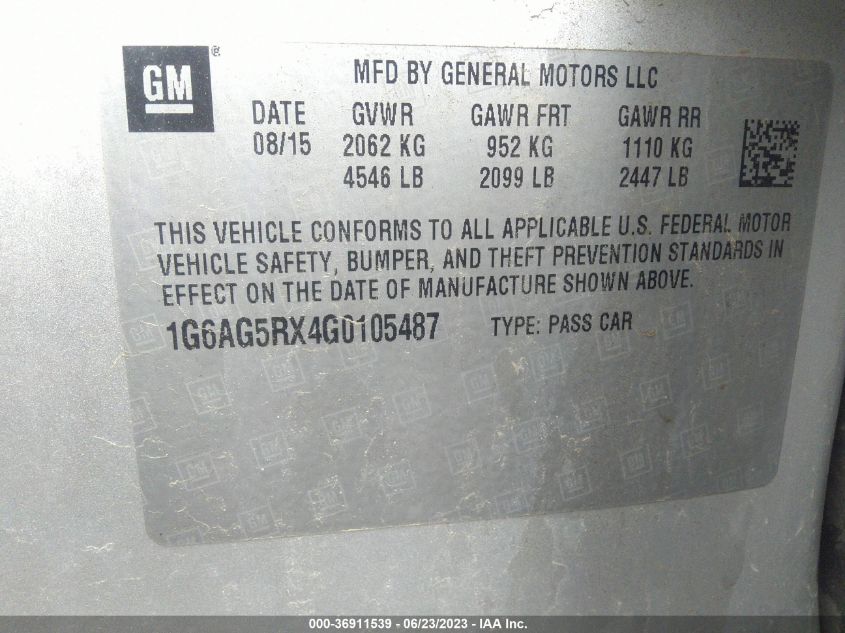 GM
MFD BY GENERAL MOTORS LLC
DATE GVWR GAWR FRT GAWR RR
08/15 2062 KG 952 KG 1110 KG
4546 LB 2099 LB 2447 LB
THIS VEHICLE CONFORMS TO ALL APPLICABLE U.S. FEDERAL MOTOR
VEHICLE SAFETY, BUMPER, AND THEFT PREVENTION STANDARDS IN
EFFECT ON THE DATE OF MANUFACTURE SHOWN ABOVE.
1G6AG5RX4G0105487 TYPE: PASS CAR
000-36911539 - 06/23/2023 - IAA Inc.